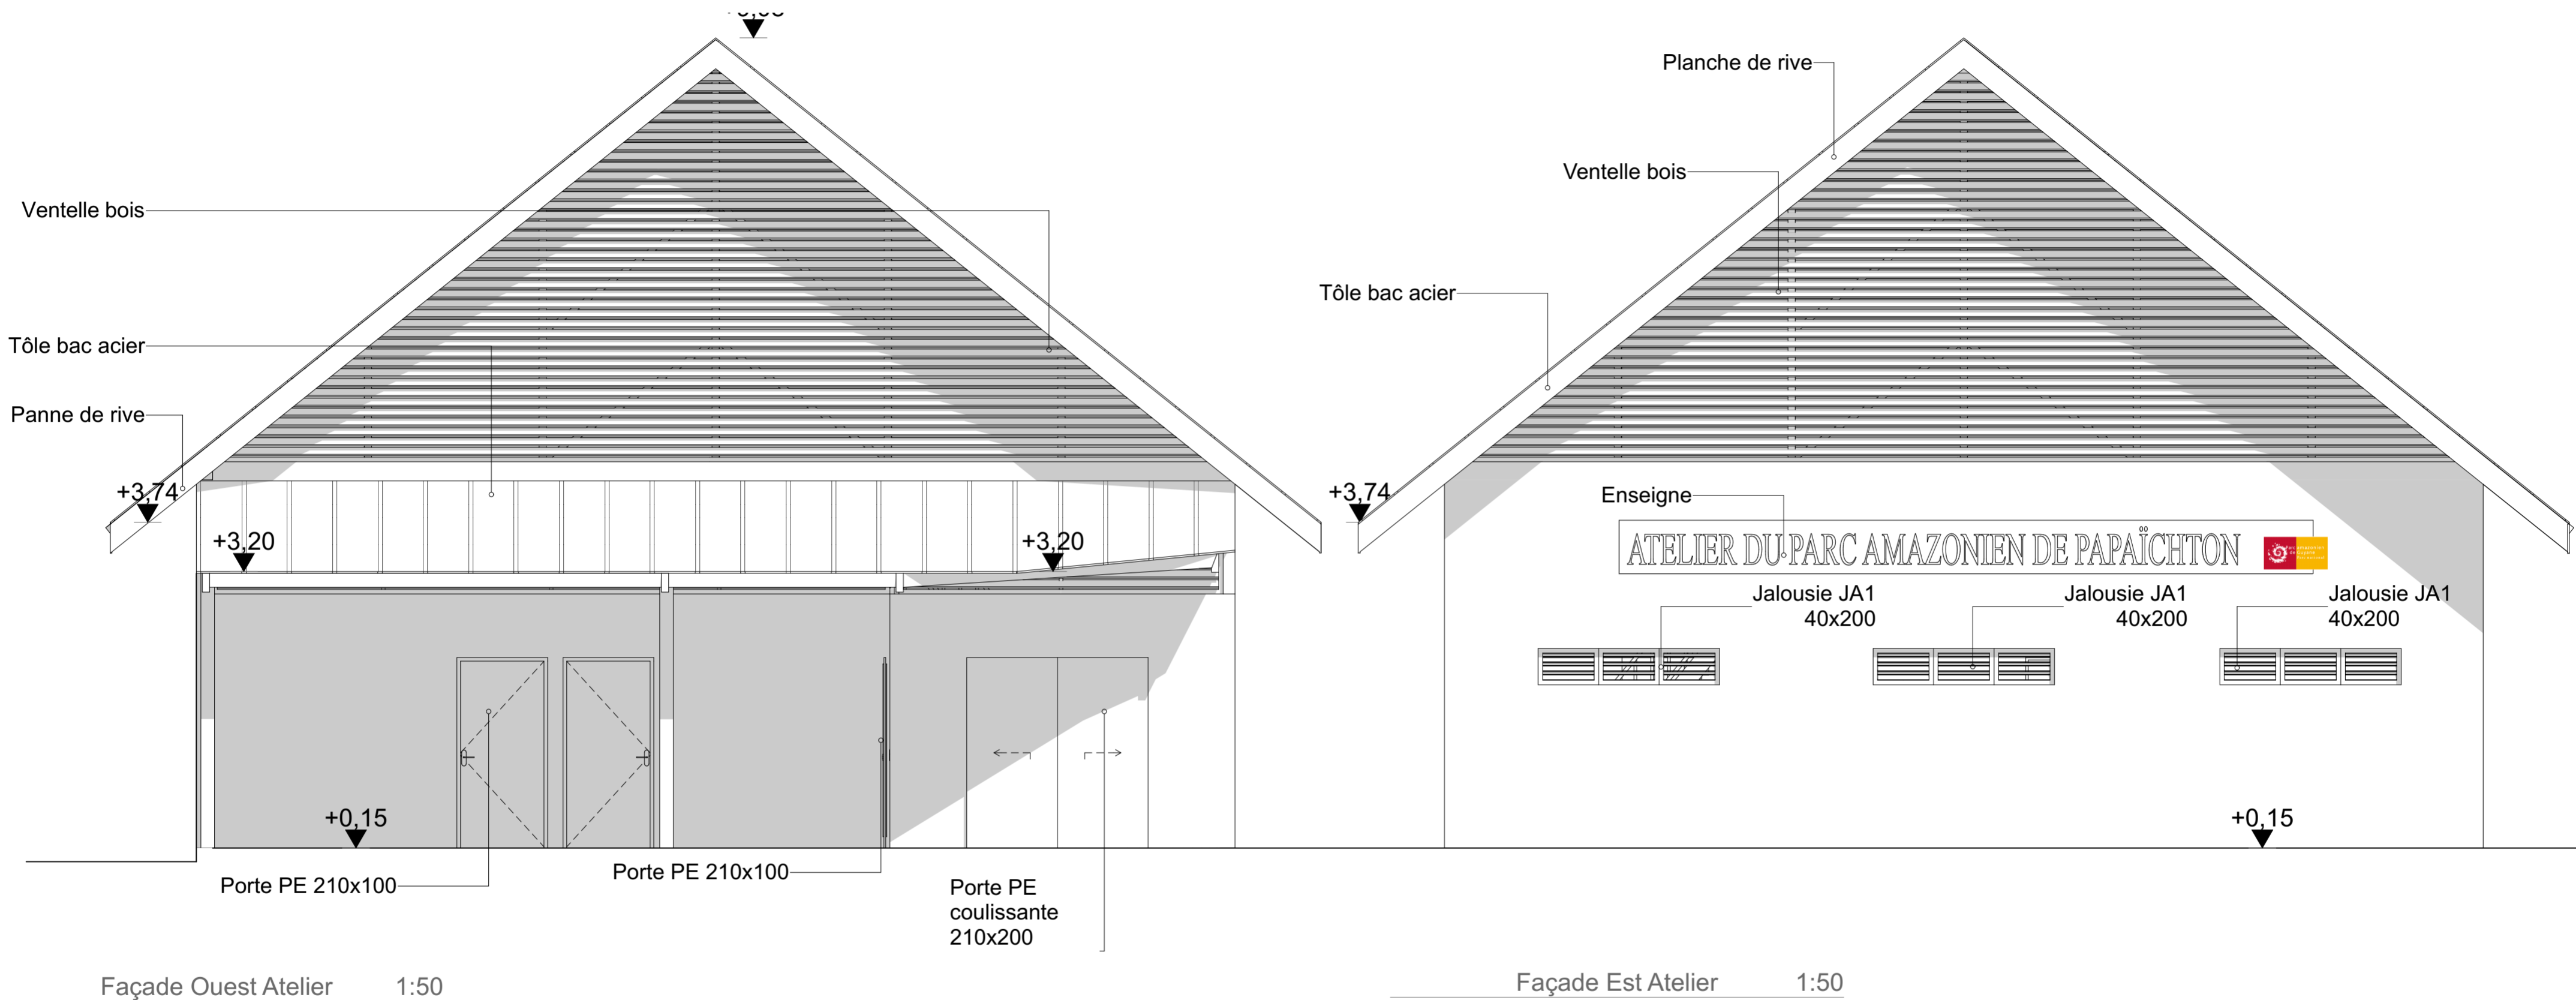 Ventelle bois
Tôle bac acier
Panne de rive
+3,74
+3,20
+3,20
+0,15
Porte PE 210x100
Porte PE 210x100
Porte PE
coulissante
210x200
Façade Ouest Atelier 1:50
Planche de rive
Ventelle bois
Tôle bac acier
+3,74
Enseigne
ATELIER DU PARC AMAZONIEN DE PAPAÏCHTON
Jalousie JA1
40x200
Jalousie JA1
40x200
Jalousie JA1
40x200
+0,15
Façade Est Atelier 1:50